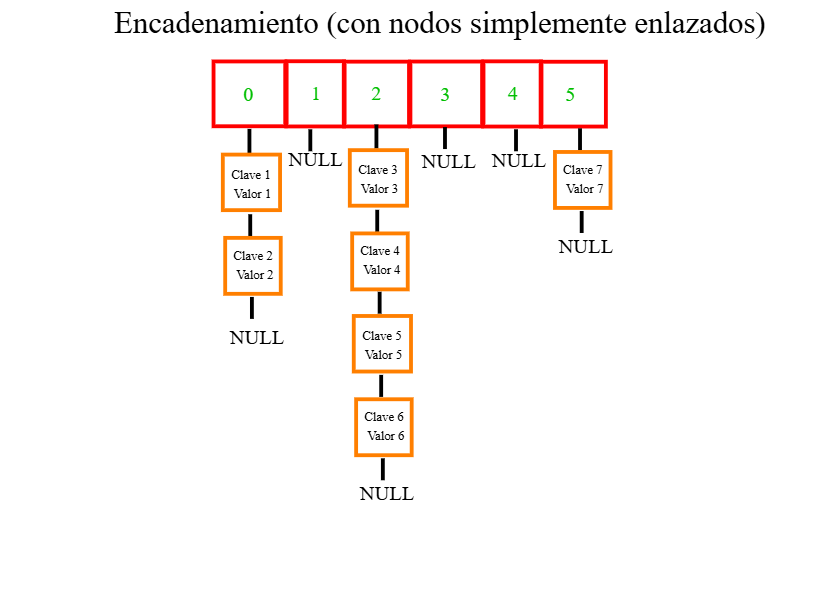 Encadenamiento (con nodos simplemente enlazados)
0 1 2 3 4 5
NULL NULL NULL
Clave 1
Valor 1
Clave 2
Valor 2
NULL
Clave 3
Valor 3
Clave 4
Valor 4
Clave 5
Valor 5
Clave 6
Valor 6
NULL
Clave 7
Valor 7
NULL